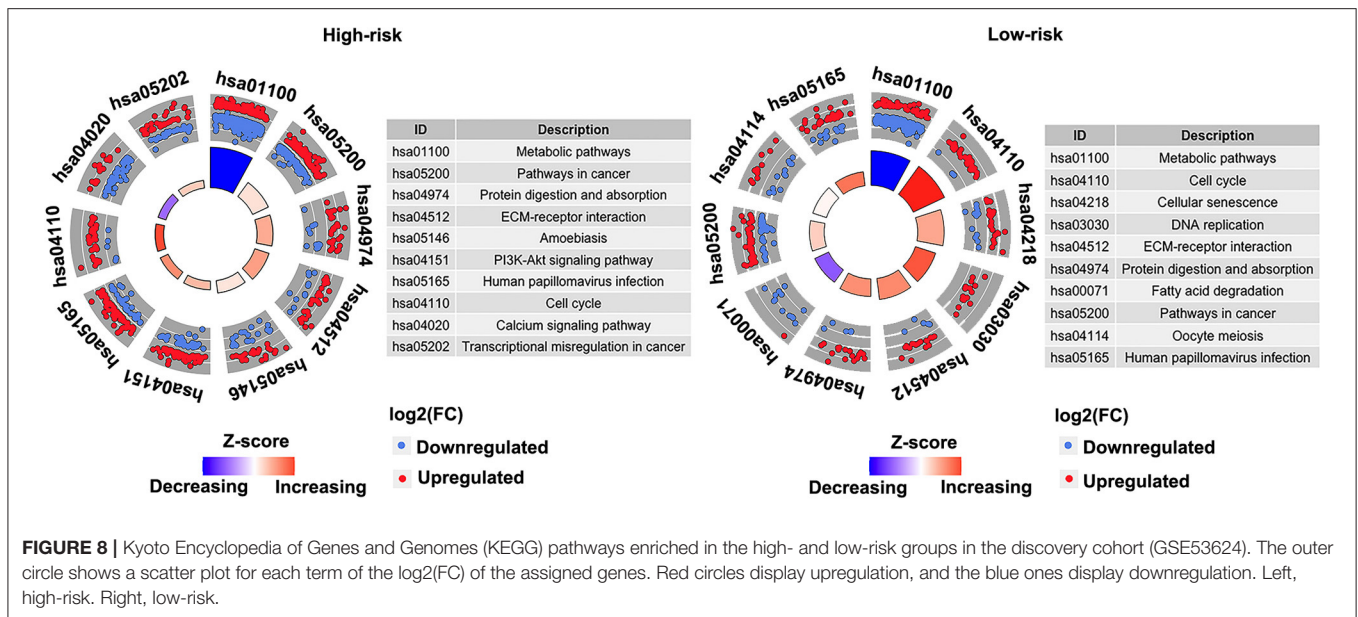 High-risk
hsa01100
hsa05200
hsa04974
hsa04512
hsa05146
hsa04151
hsa05165
hsa04110
hsa04020
hsa05202
ID Description
hsa01100 Metabolic pathways
hsa05200 Pathways in cancer
hsa04974 Protein digestion and absorption
hsa04512 ECM-receptor interaction
hsa05146 Amoebiasis
hsa04151 PI3K-Akt signaling pathway
hsa05165 Human papillomavirus infection
hsa04110 Cell cycle
hsa04020 Calcium signaling pathway
hsa05202 Transcriptional misregulation in cancer
Z-score
Decreasing Increasing
log2(FC)
Downregulated
Upregulated
Low-risk
hsa01100
hsa04110
hsa04218
hsa03030
hsa04512
hsa04974
hsa00071
hsa05200
hsa04114
hsa05165
ID Description
hsa01100 Metabolic pathways
hsa04110 Cell cycle
hsa04218 Cellular senescence
hsa03030 DNA replication
hsa04512 ECM-receptor interaction
hsa04974 Protein digestion and absorption
hsa00071 Fatty acid degradation
hsa05200 Pathways in cancer
hsa04114 Oocyte meiosis
hsa05165 Human papillomavirus infection
Z-score
Decreasing Increasing
log2(FC)
Downregulated
Upregulated
FIGURE 8 | Kyoto Encyclopedia of Genes and Genomes (KEGG) pathways enriched in the high- and low-risk groups in the discovery cohort (GSE53624). The outer
circle shows a scatter plot for each term of the log2(FC) of the assigned genes. Red circles display upregulation, and the blue ones display downregulation. Left,
high-risk. Right, low-risk.